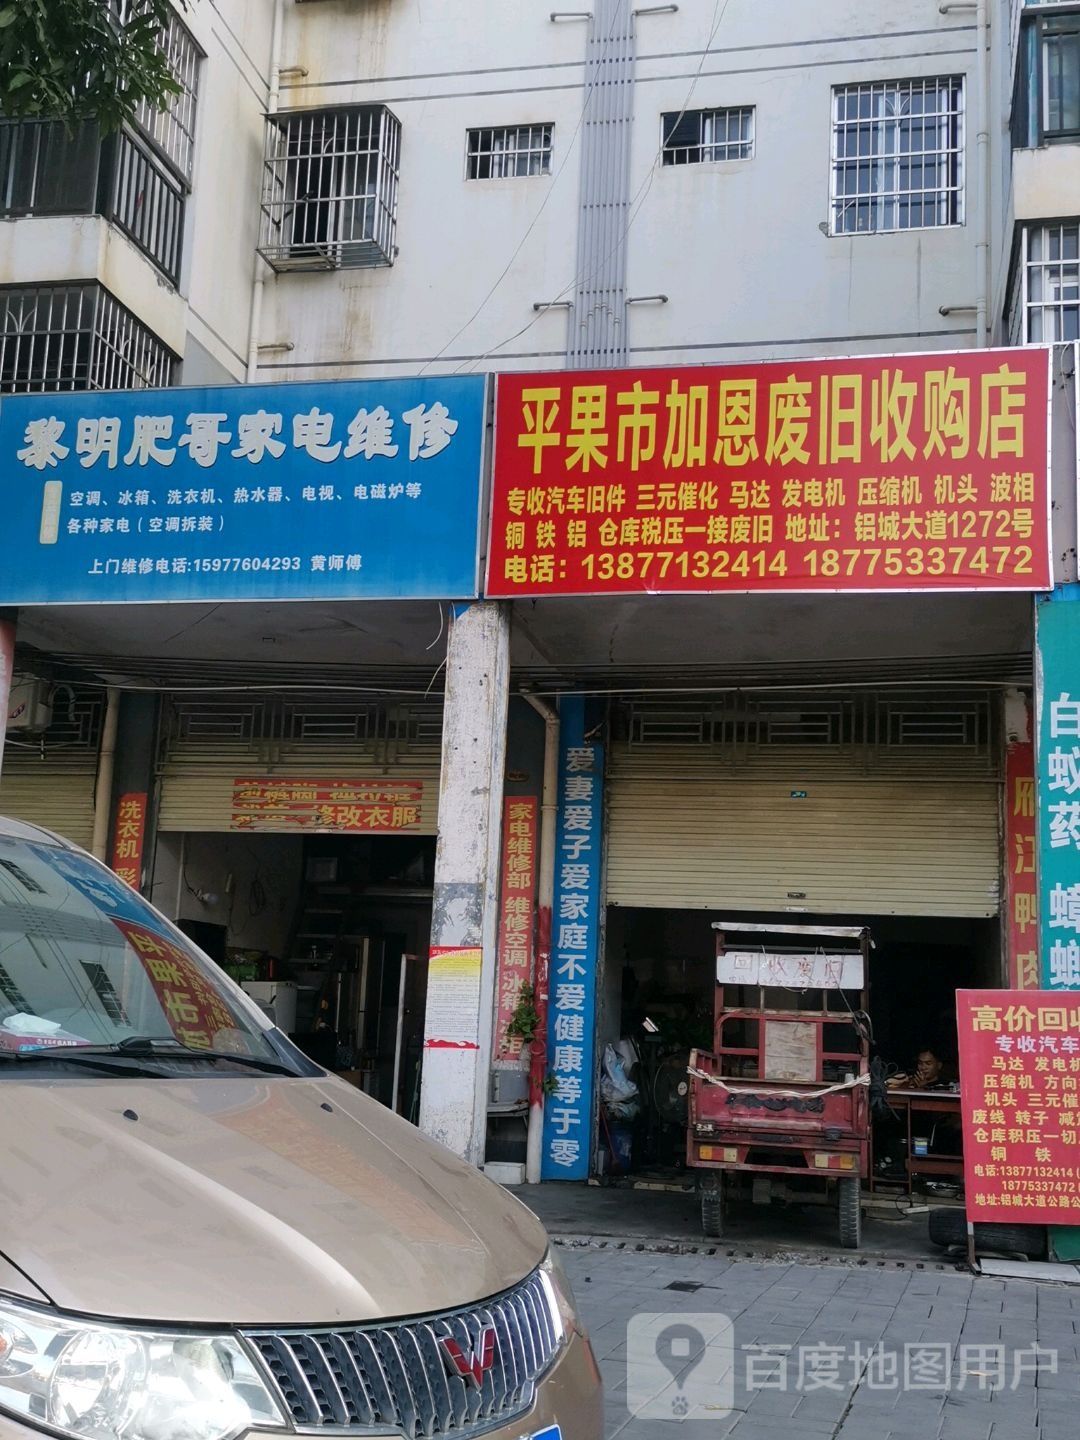 黎明肥哥家电维修
空调、冰箱、洗衣机、热水器、电视、电磁炉等
各种家电（空调拆装）
上门维修电话:15977604293 黄师傅
平果市加恩废旧收购店
专收汽车旧件 三元催化 马达 发电机 压缩机 机头 波相
铜 铁 铝 仓库税压一接废旧 地址：铝城大道1272号
电话：13877132414 18775337472
洗衣机 彩
修改衣服
家电维修部 维修空调 冰箱
爱妻爱子爱家庭不爱健康等于零
回收废旧
雁江鸭肉
白蚁药 蟑螂
高价回收
专收汽车
马达 发电机
压缩机 方向
机头 三元催
废线 转子 减
仓库积压一切
铜 铁
电话:13877132414
18775337472
地址:铝城大道公路
百度地图用户